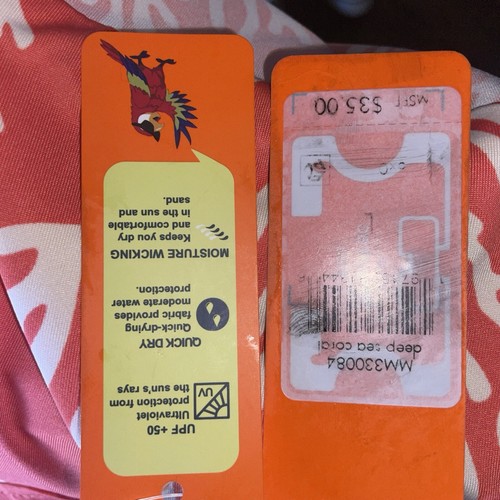 UPF +50
Ultraviolet
protection from
the sun's rays
UV
QUICK DRY
Quick-drying
fabric provides
moderate water
protection.
MOISTURE WICKING
Keeps you dry
and comfortable
in the sun and
sand.
MM330084
deep sea coral
MSRP $35.00